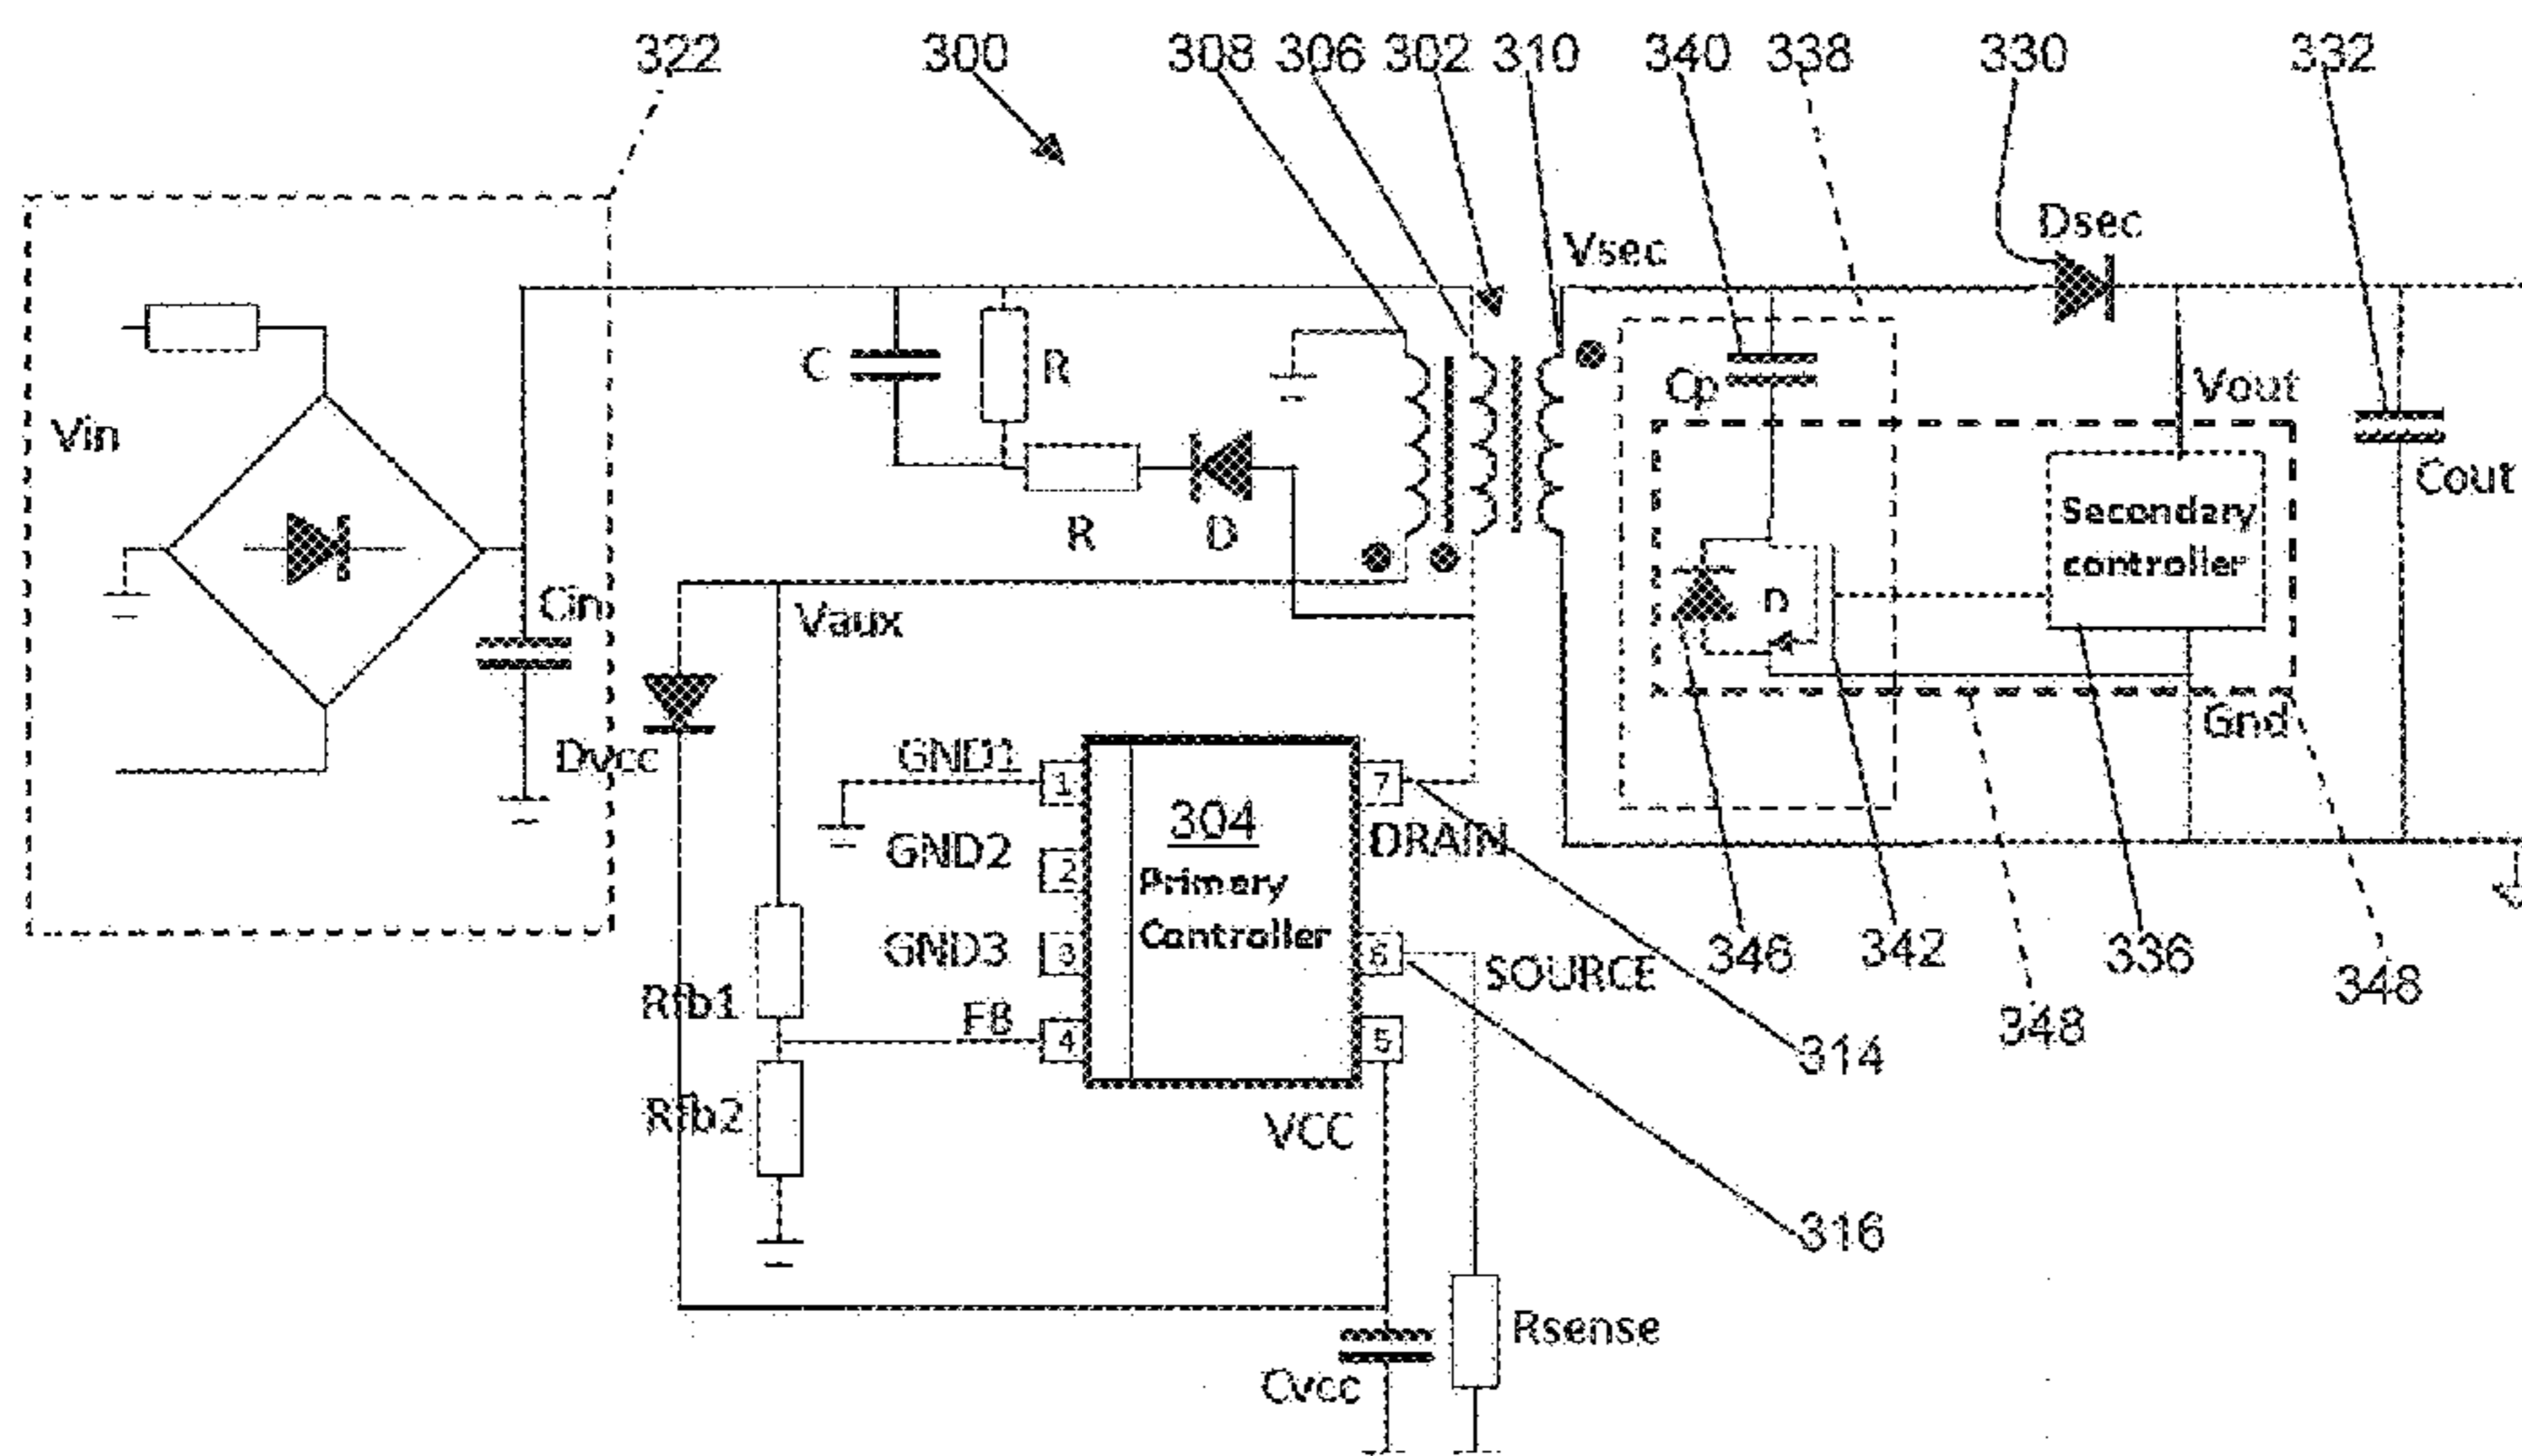 322
300
308
306
302
310
340
338
330
332
Vsec
Dsec
Vin
C
R
Cp
Vout
Cout
R
D
Secondary
controller
n
Cin
Vaux
Gnd
Dvcc
GND1
1
7
304
DRAIN
GND2
2
Primary
Controller
GND3
3
6
SOURCE
346
342
336
348
348
Rfb1
FB
4
5
314
Rfb2
VCC
316
Rsense
Cvcc